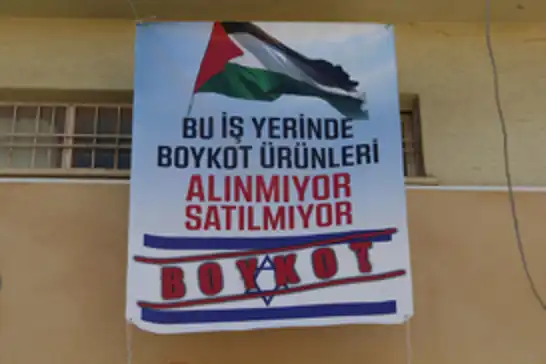 BU İŞ YERİNDE
BOYKOT ÜRÜNLERİ
ALINMIYOR
SATILMIYOR
BOYKOT